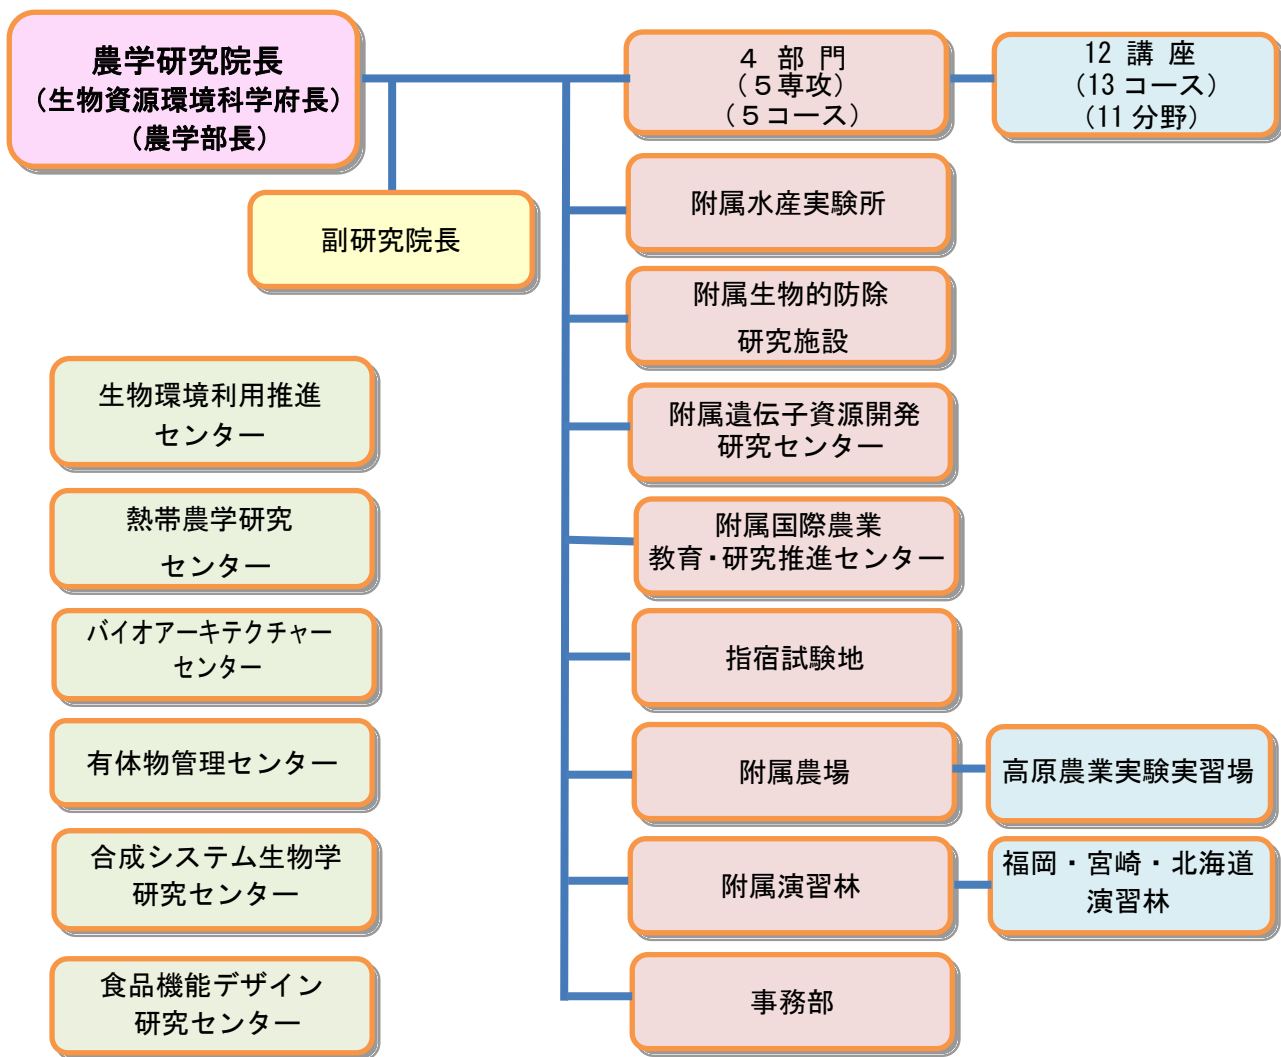 農学研究院長
（生物資源環境科学府長）
（農学部長）
副研究院長
４ 部 門
（５専攻）
（５コース）
12 講 座
（13 コース）
（11 分野）
附属水産実験所
附属生物的防除
研究施設
附属遺伝子資源開発
研究センター
附属国際農業
教育・研究推進センター
指宿試験地
附属農場
高原農業実験実習場
附属演習林
福岡・宮崎・北海道
演習林
事務部
生物環境利用推進
センター
熱帯農学研究
センター
バイオアーキテクチャー
センター
有体物管理センター
合成システム生物学
研究センター
食品機能デザイン
研究センター